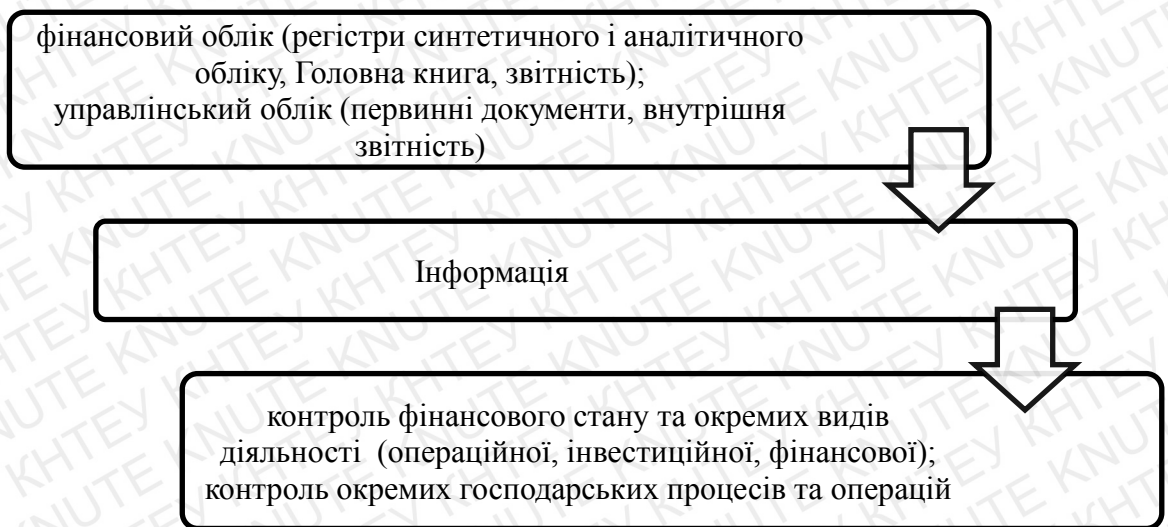 фінансовий облік (регістри синтетичного і аналітичного
обліку, Головна книга, звітність);
управлінський облік (первинні документи, внутрішня
звітність)
Інформація
контроль фінансового стану та окремих видів
діяльності (операційної, інвестиційної, фінансової);
контроль окремих господарських процесів та операцій